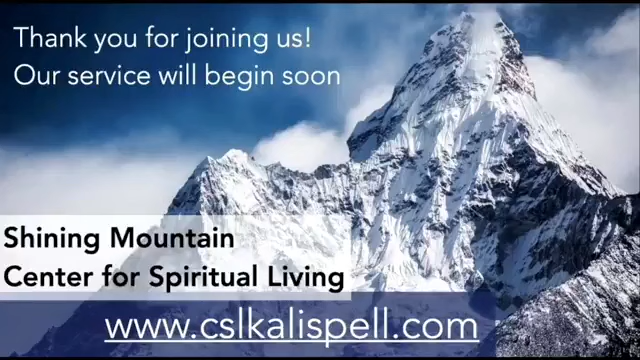 Thank you for joining us!
Our service will begin soon
Shining Mountain
Center for Spiritual Living
www.cslkalispell.com